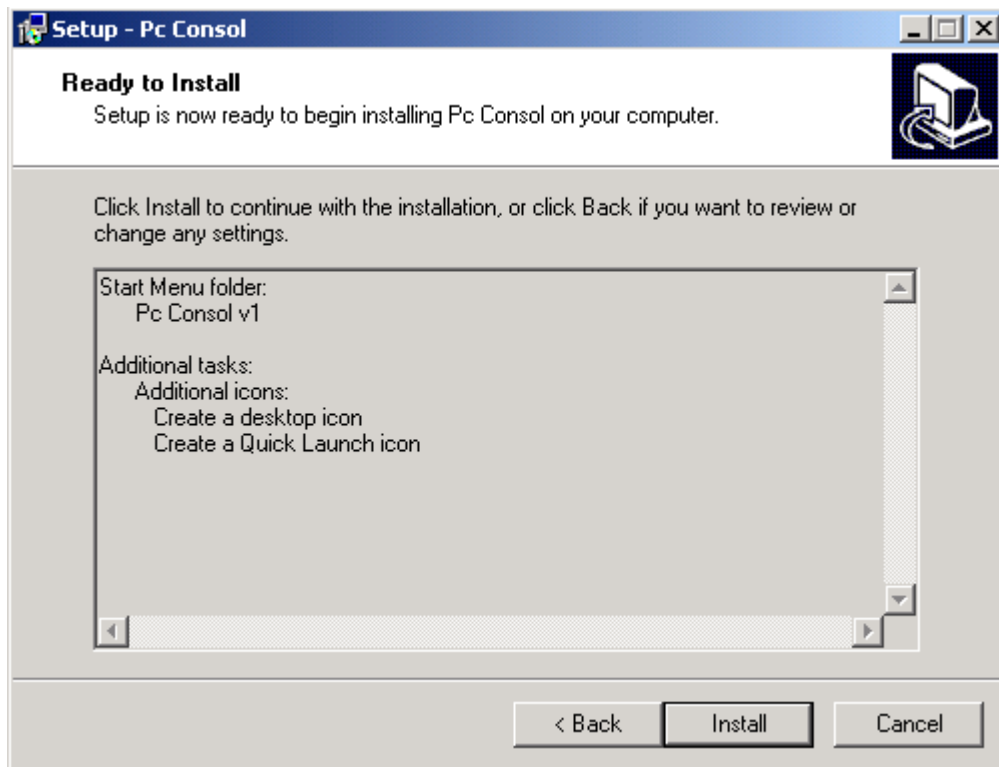 Setup - Pc Consol
Ready to Install
Setup is now ready to begin installing Pc Consol on your computer.
Click Install to continue with the installation, or click Back if you want to review or
change any settings.
Start Menu folder:
Pc Consol v1
Additional tasks:
Additional icons:
Create a desktop icon
Create a Quick Launch icon
< Back
Install
Cancel